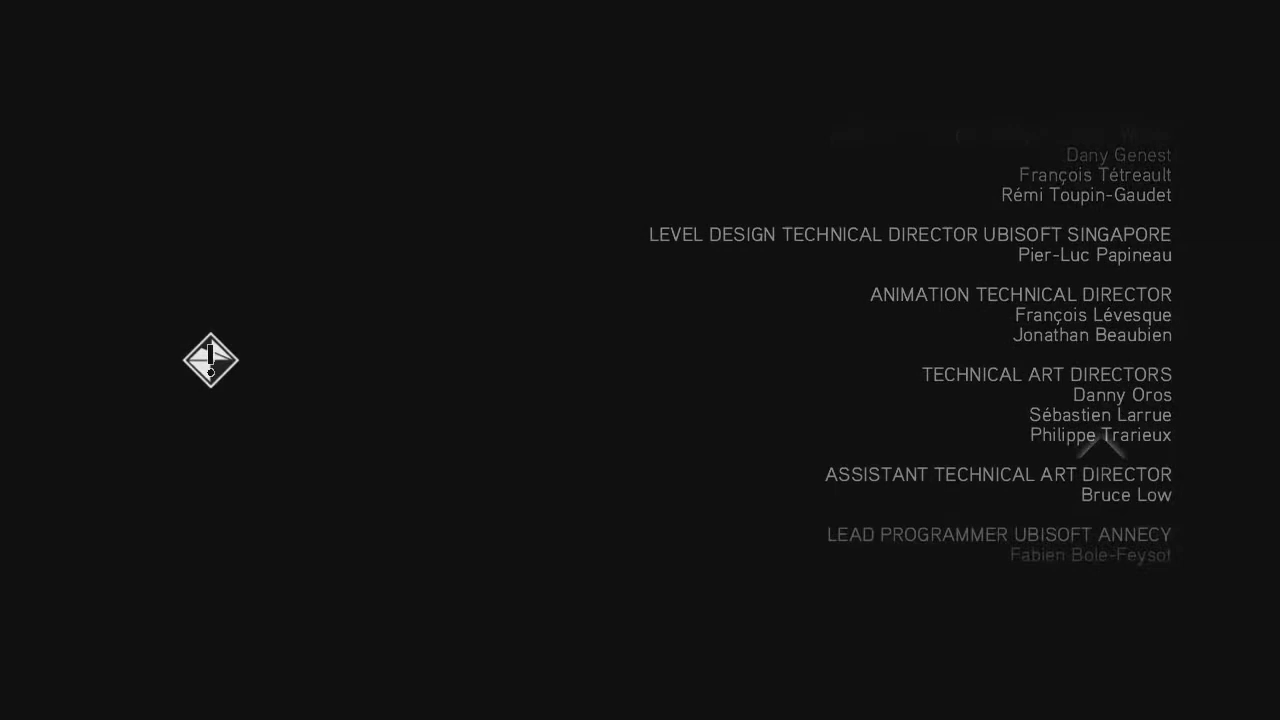 Dany Genest
François Tétreault
Rémi Toupin-Gaudet
LEVEL DESIGN TECHNICAL DIRECTOR UBISOFT SINGAPORE
Pier-Luc Papineau
ANIMATION TECHNICAL DIRECTOR
François Lévesque
Jonathan Beaubien
TECHNICAL ART DIRECTORS
Danny Oros
Sébastien Larrue
Philippe Trarieux
ASSISTANT TECHNICAL ART DIRECTOR
Bruce Low
LEAD PROGRAMMER UBISOFT ANNECY
Fabien Bole-Feysot